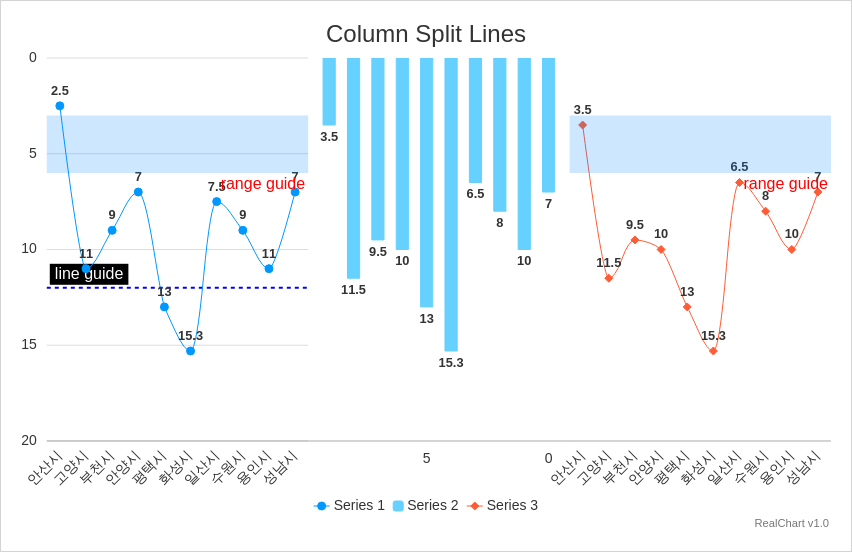 Column Split Lines
0
5
10
15
20
2.5
11
9
7
13
15.3
7.5
9
11
7
range guide
line guide
3.5
11.5
9.5
10
13
15.3
6.5
8
10
7
3.5
11.5
9.5
10
13
15.3
6.5
8
10
7
range guide
안산시
고양시
부천시
안양시
평택시
화성시
일산시
수원시
용인시
성남시
5
0
안산시
고양시
부천시
안양시
평택시
화성시
일산시
수원시
용인시
성남시
Series 1
Series 2
Series 3
RealChart v1.0